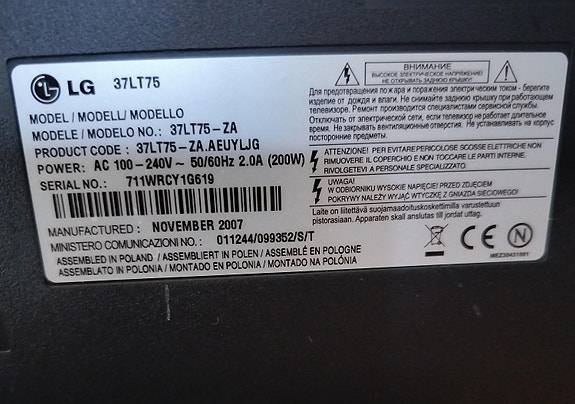 LG 37LT75
MODEL / MODELL/ MODELLO
MODELE / MODELO NO.: 37LT75-ZA
PRODUCT CODE : 37LT75-ZA.AEUYLJG
POWER: AC 100-240V~ 50/60Hz 2.0A (200W)
SERIAL NO.: 711WRCY1G619
MANUFACTURED : NOVEMBER 2007
MINISTERO COMUNICAZIONI NO.: 011244/099352/S/T
ASSEMBLED IN POLAND / ASSEMBLIERT IN POLEN / ASSEMBLÉ EN POLOGNE
ASSEMBLATO IN POLONIA / MONTADO EN POLONIA / MONTADO NA POLÓNIA
ВНИМАНИЕ
ВЫСОКОЕ ЭЛЕКТРИЧЕСКОЕ НАПРЯЖЕНИЕ!
НЕ ОТКРЫВАТЬ ЗАДНЮЮ КРЫШКУ!
Для предотвращения пожара и поражения электрическим током - берегите
изделие от дождя и влаги. Не снимайте заднюю крышку при работающем
телевизоре. Ремонт производится специалистами сервисной службы.
Отключать от электрической сети, если телевизор не работает длительное
время. Не закрывать вентиляционные отверстия. Не открывать заднюю крышку.
ATTENZIONE! PER EVITARE PERICOLOSE SCOSSE ELETTRICHE NON
RIMUOVERE IL COPERCHIO E NON TOCCARE LE PARTI INTERNE.
RIVOLGETEVI A PERSONALE SPECIALIZZATO.
UWAGA!
W ODBIORNIKU WYSOKIE NAPIĘCIE! PRZED ZDJĘCIEM
POKRYWY NALEŻY WYJĄĆ WTYCZKĘ Z GNIAZDA SIECIOWEGO!
Laite on liitettävä suojamaadoituskoskettimilla varustettuun
pistorasiaan. Apparaten skall anslutas till jordat uttag.
CE N
MEZ30431501